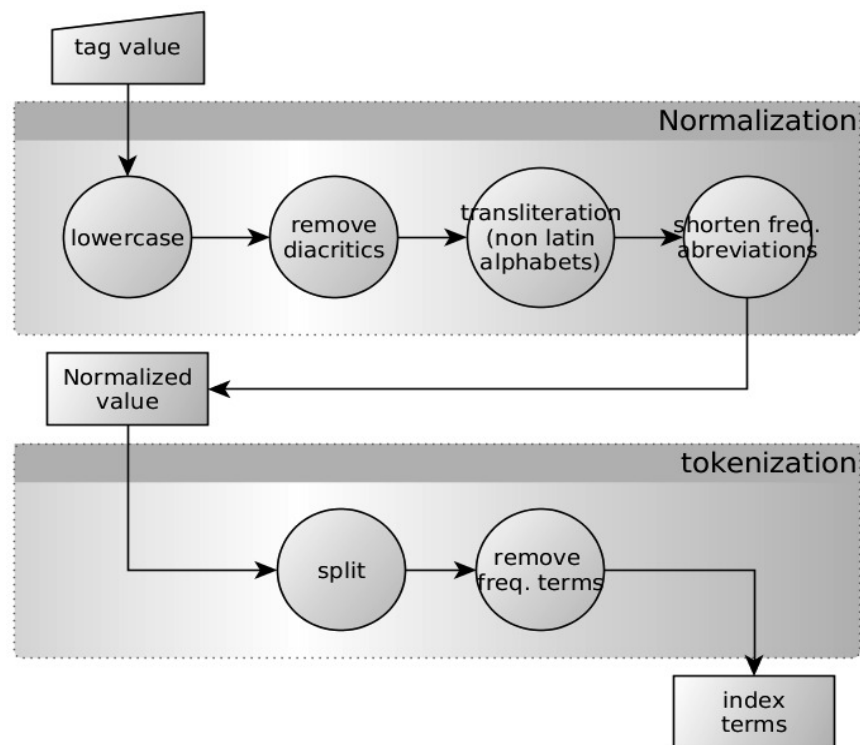 tag value
Normalization
lowercase
remove
diacritics
transliteration
(non latin
alphabets)
shorten freq.
abreviations
Normalized
value
tokenization
split
remove
freq. terms
index
terms